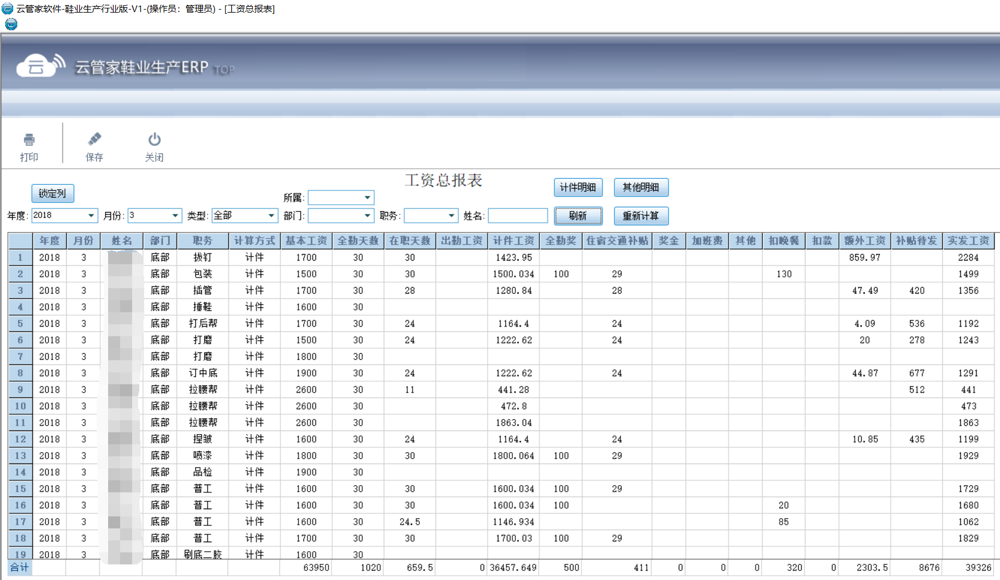 云管家软件-鞋业生产行业版-V1-(操作员：管理员) - [工资总报表]
云 云管家鞋业生产ERP TOP
打印 保存 关闭
工资总报表
锁定列 所属: 计件明细 其他明细
年度: 2018 月份: 3 类型: 全部 部门: 职务: 姓名: 刷新 重新计算
年度 月份 姓名 部门 职务 计算方式 基本工资 全勤天数 在职天数 出勤工资 计件工资 全勤奖 住宿交通补贴 奖金 加班费 其他 扣晚餐 扣款 额外工资 补贴待发 实发工资
1 2018 3 底部 拔钉 计件 1700 30 30 1423.95 859.97 2284
2 2018 3 底部 包装 计件 1500 30 30 1500.034 100 29 130 1499
3 2018 3 底部 插管 计件 1700 30 28 1280.84 28 47.49 420 1356
4 2018 3 底部 捶鞋 计件 1600 30
5 2018 3 底部 打后帮 计件 1700 30 24 1164.4 24 4.09 536 1192
6 2018 3 底部 打磨 计件 1500 30 24 1222.62 24 20 278 1243
7 2018 3 底部 打磨 计件 1800 30
8 2018 3 底部 订中底 计件 1900 30 24 1222.62 24 44.87 677 1291
9 2018 3 底部 拉腰帮 计件 2600 30 11 441.28 512 441
10 2018 3 底部 拉腰帮 计件 2600 30 472.8 473
11 2018 3 底部 拉腰帮 计件 2600 30 1863.04 1863
12 2018 3 底部 捏皱 计件 1600 30 24 1164.4 24 10.85 435 1199
13 2018 3 底部 喷漆 计件 1800 30 30 1800.064 100 29 1929
14 2018 3 底部 品检 计件 1900 30
15 2018 3 底部 普工 计件 1600 30 30 1600.034 100 29 1729
16 2018 3 底部 普工 计件 1600 30 30 1600.034 100 20 1680
17 2018 3 底部 普工 计件 1600 30 24.5 1146.934 85 1062
18 2018 3 底部 普工 计件 1700 30 30 1700.03 100 29 1829
19 2018 3 底部 刷底二胶 计件 1600 30
合计 63950 1020 659.5 0 36457.649 500 411 0 0 0 320 0 2303.5 8676 39326